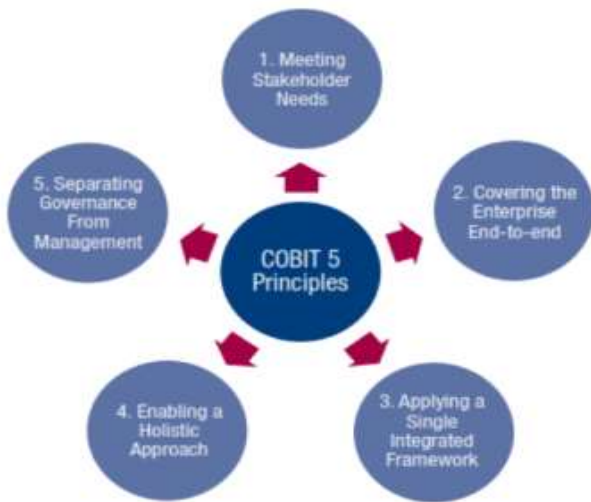 1. Meeting
Stakeholder
Needs
5. Separating
Governance
From
Management
2. Covering the
Enterprise
End-to-end
COBIT 5
Principles
4. Enabling a
Holistic
Approach
3. Applying a
Single
Integrated
Framework